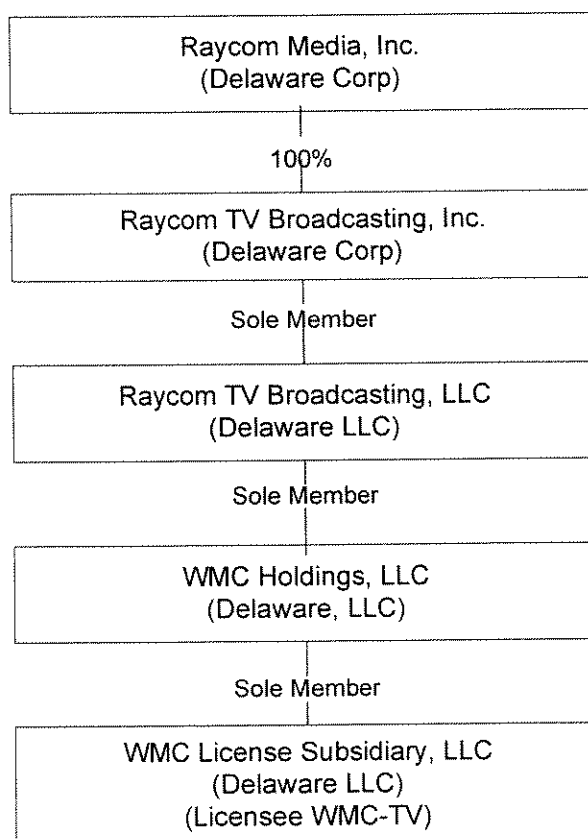 Raycom Media, Inc.
(Delaware Corp)
100%
Raycom TV Broadcasting, Inc.
(Delaware Corp)
Sole Member
Raycom TV Broadcasting, LLC
(Delaware LLC)
Sole Member
WMC Holdings, LLC
(Delaware, LLC)
Sole Member
WMC License Subsidiary, LLC
(Delaware LLC)
(Licensee WMC-TV)